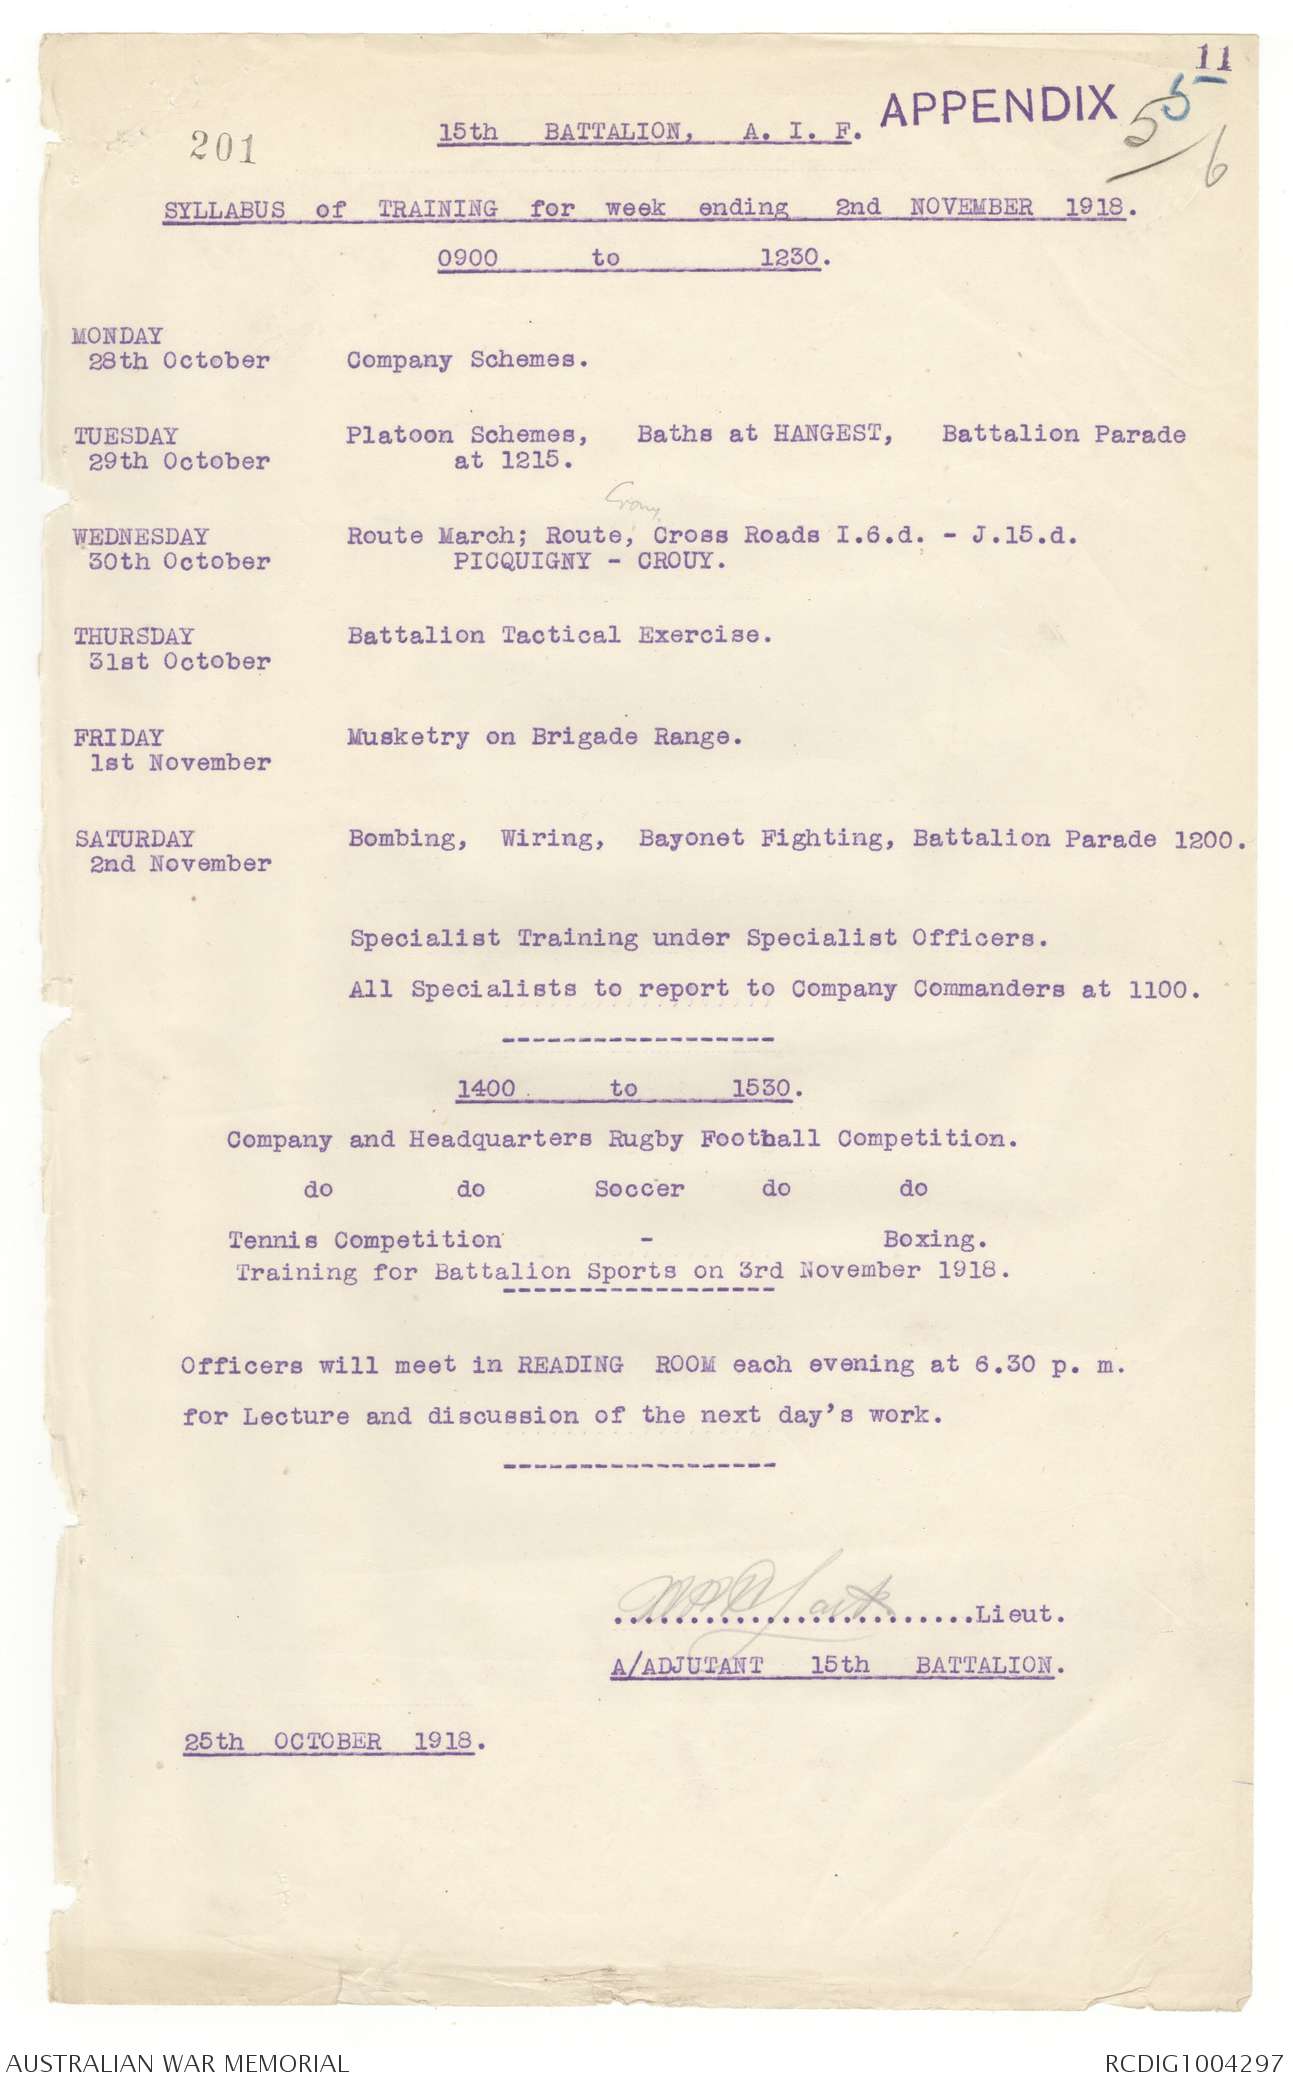 11
APPENDIX 5
5/6
201
15th BATTALION, A. I. F.
SYLLABUS of TRAINING for week ending 2nd NOVEMBER 1918.
0900 to 1230.
MONDAY
28th October Company Schemes.
TUESDAY Platoon Schemes, Baths at HANGEST, Battalion Parade
29th October at 1215.
Crouy
WEDNESDAY Route March; Route, Cross Roads I.6.d. - J.15.d.
30th October PICQUIGNY - CROUY.
THURSDAY Battalion Tactical Exercise.
31st October
FRIDAY Musketry on Brigade Range.
1st November
SATURDAY Bombing, Wiring, Bayonet Fighting, Battalion Parade 1200.
2nd November
Specialist Training under Specialist Officers.
All Specialists to report to Company Commanders at 1100.
------------------
1400 to 1530.
Company and Headquarters Rugby Football Competition.
do do Soccer do do
Tennis Competition - Boxing.
Training for Battalion Sports on 3rd November 1918.
------------------
Officers will meet in READING ROOM each evening at 6.30 p. m.
for Lecture and discussion of the next day's work.
------------------
........................Lieut.
A/ADJUTANT 15th BATTALION.
25th OCTOBER 1918.
AUSTRALIAN WAR MEMORIAL RCDIG1004297